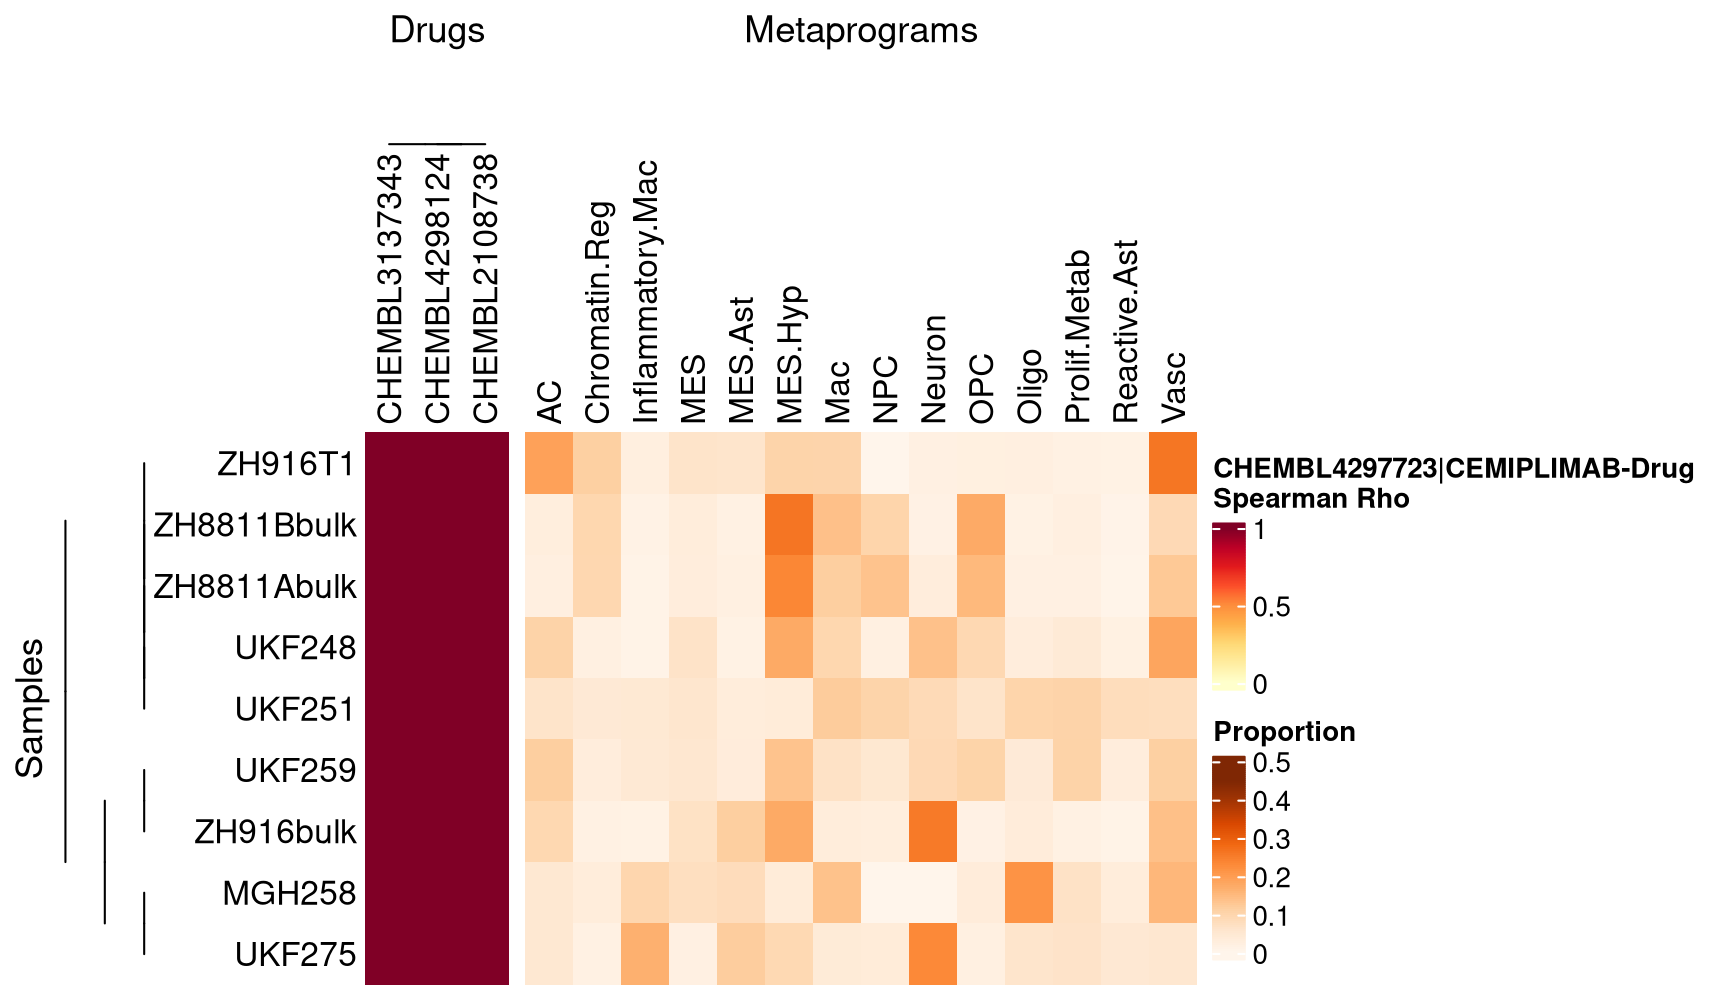 Drugs
Metaprograms
CHEMBL3137343
CHEMBL4298124
CHEMBL2108738
AC
Chromatin.Reg
Inflammatory.Mac
MES
MES.Ast
MES.Hyp
Mac
NPC
Neuron
OPC
Oligo
Prolif.Metab
Reactive.Ast
Vasc
Samples
ZH916T1
ZH8811Bbulk
ZH8811Abulk
UKF248
UKF251
UKF259
ZH916bulk
MGH258
UKF275
CHEMBL4297723|CEMIPLIMAB-Drug
Spearman Rho
1
0.5
0
Proportion
0.5
0.4
0.3
0.2
0.1
0